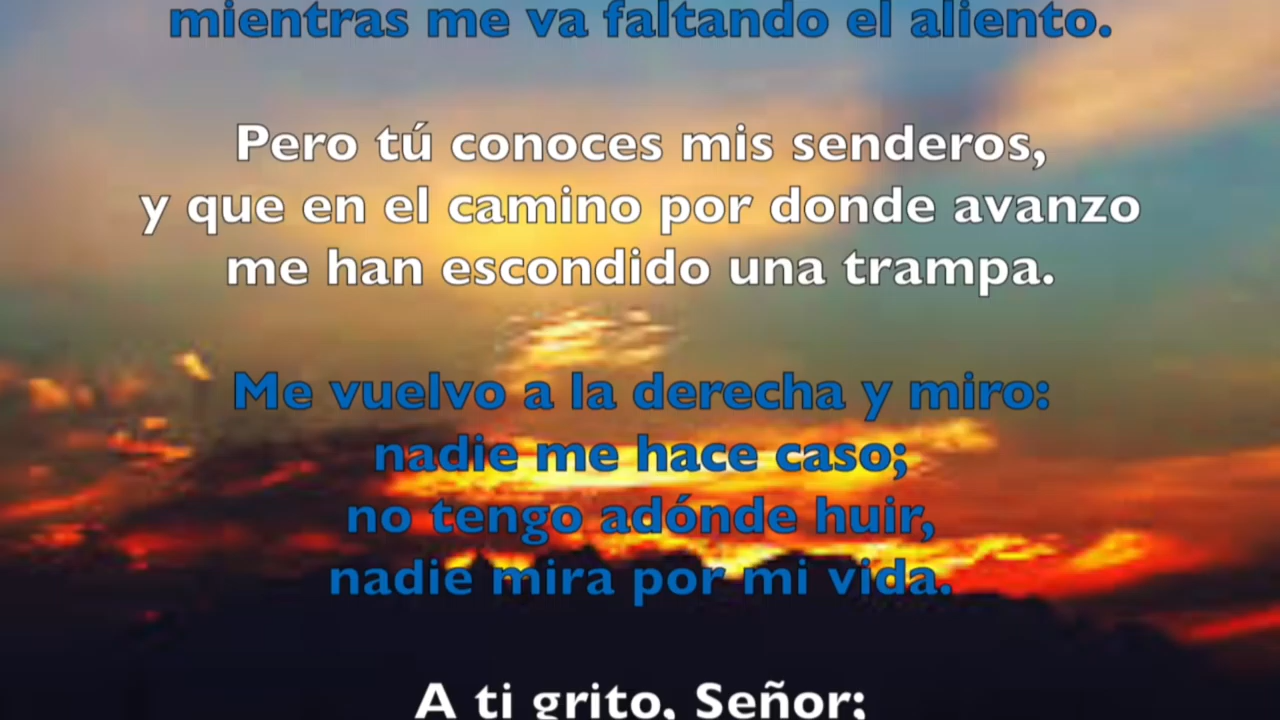 mientras me va faltando el aliento.
Pero tú conoces mis senderos,
y que en el camino por donde avanzo
me han escondido una trampa.
Me vuelvo a la derecha y miro:
nadie me hace caso;
no tengo adónde huir,
nadie mira por mi vida.
A ti grito, Señor;